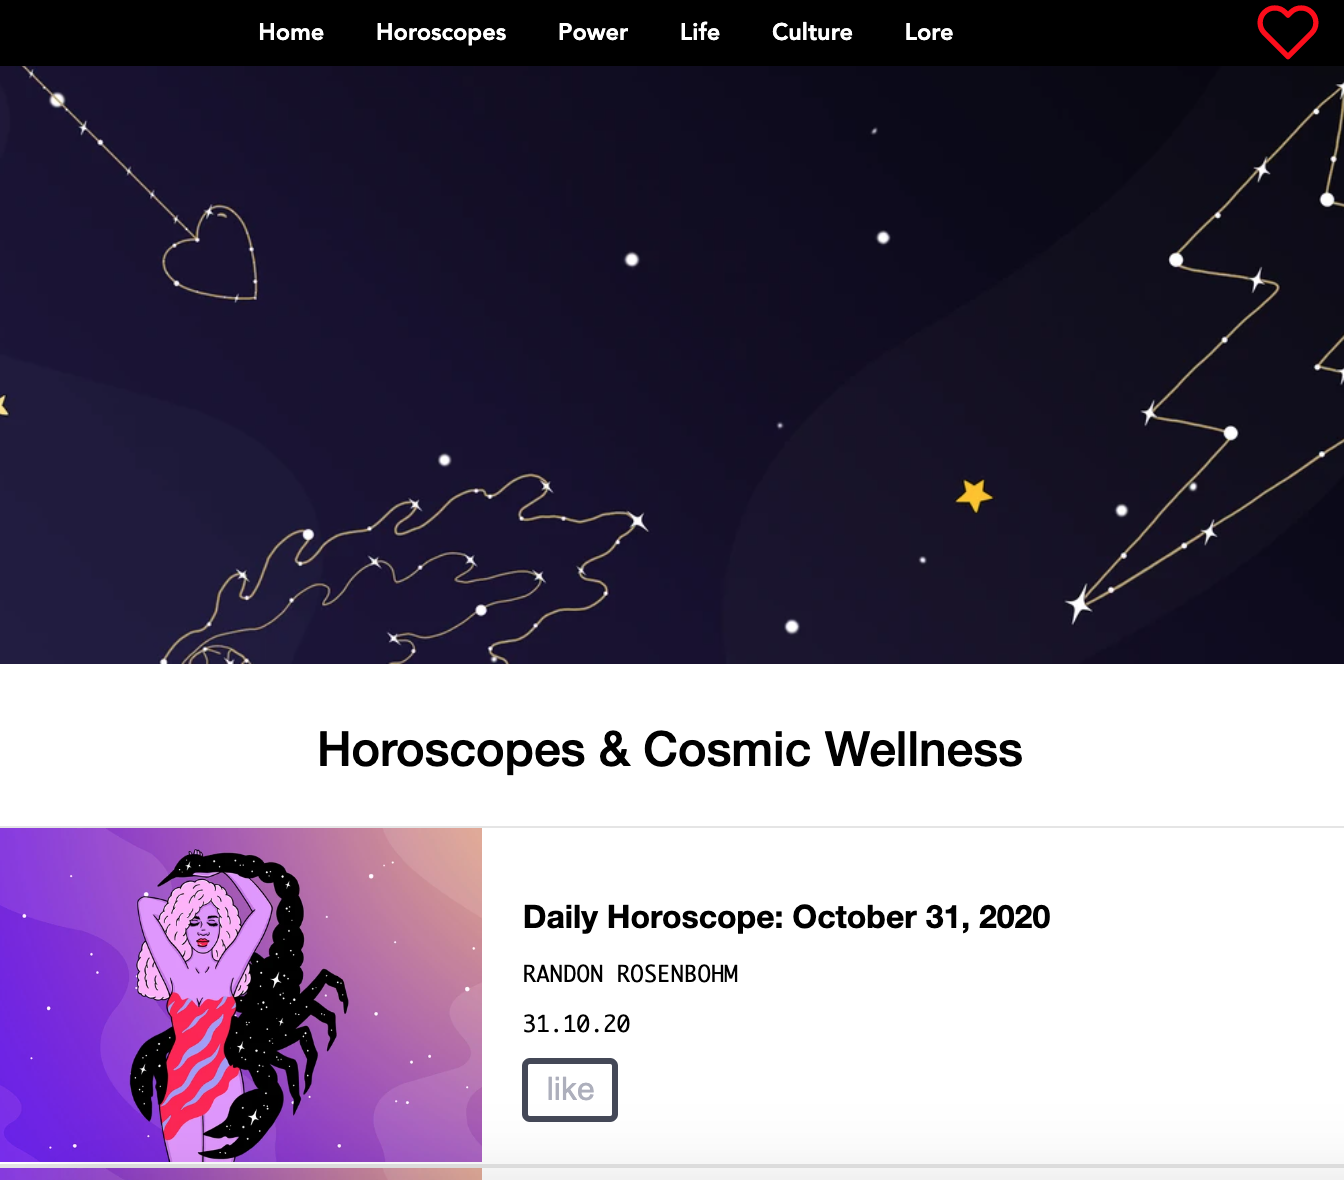 Home Horoscopes Power Life Culture Lore
Horoscopes & Cosmic Wellness
Daily Horoscope: October 31, 2020
RANDON ROSENBOHM
31.10.20
like